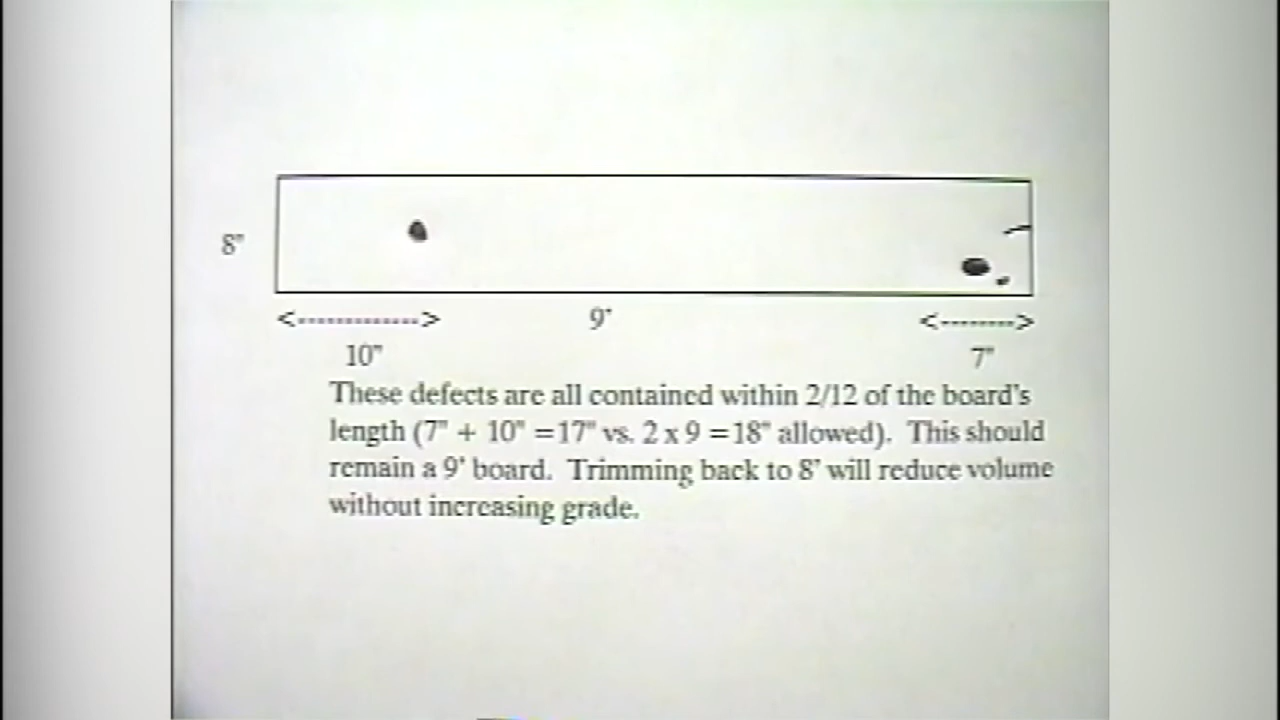 8"
9'
<------------->
<-------->
10"
7"
These defects are all contained within 2/12 of the board's
length (7" + 10" =17" vs. 2 x 9 =18" allowed). This should
remain a 9' board. Trimming back to 8' will reduce volume
without increasing grade.